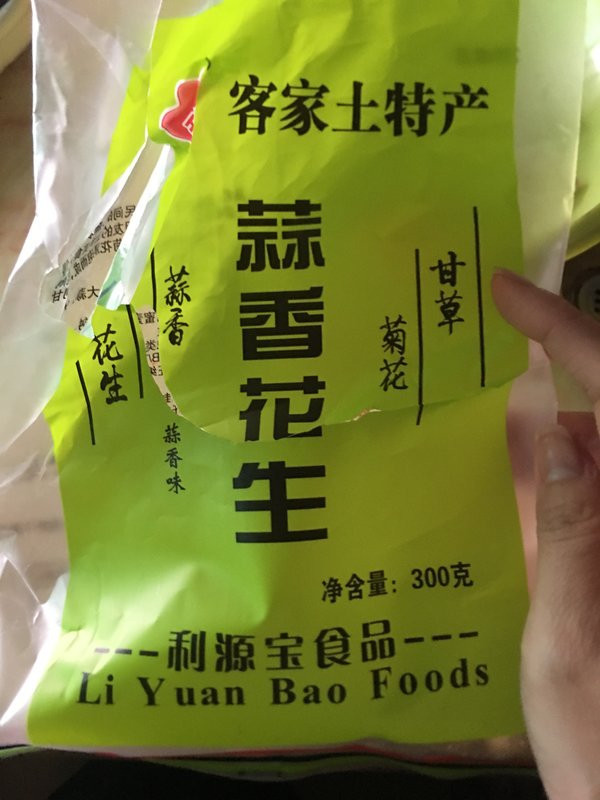 客家土特产
蒜香花生
甘草
菊花
蒜香
花生
蒜香味
净含量：300克
---利源宝食品---
Li Yuan Bao Foods